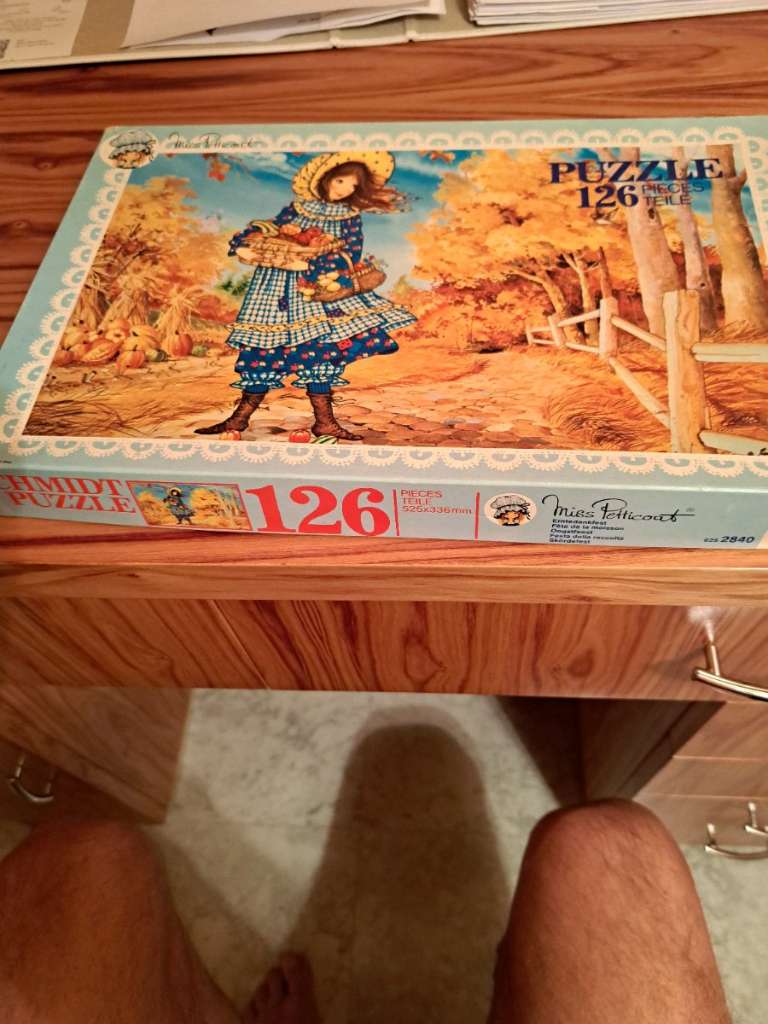 Miss Petticoat
PUZZLE
126 PIECES
TEILE
CHMIDT
PUZZLE
126
PIECES
TEILE
525x336mm
Miss Petticoat®
Erntedankfest
Fête de la moisson
Oogstfeest
Festa della raccolta
Skördefest
625 2840